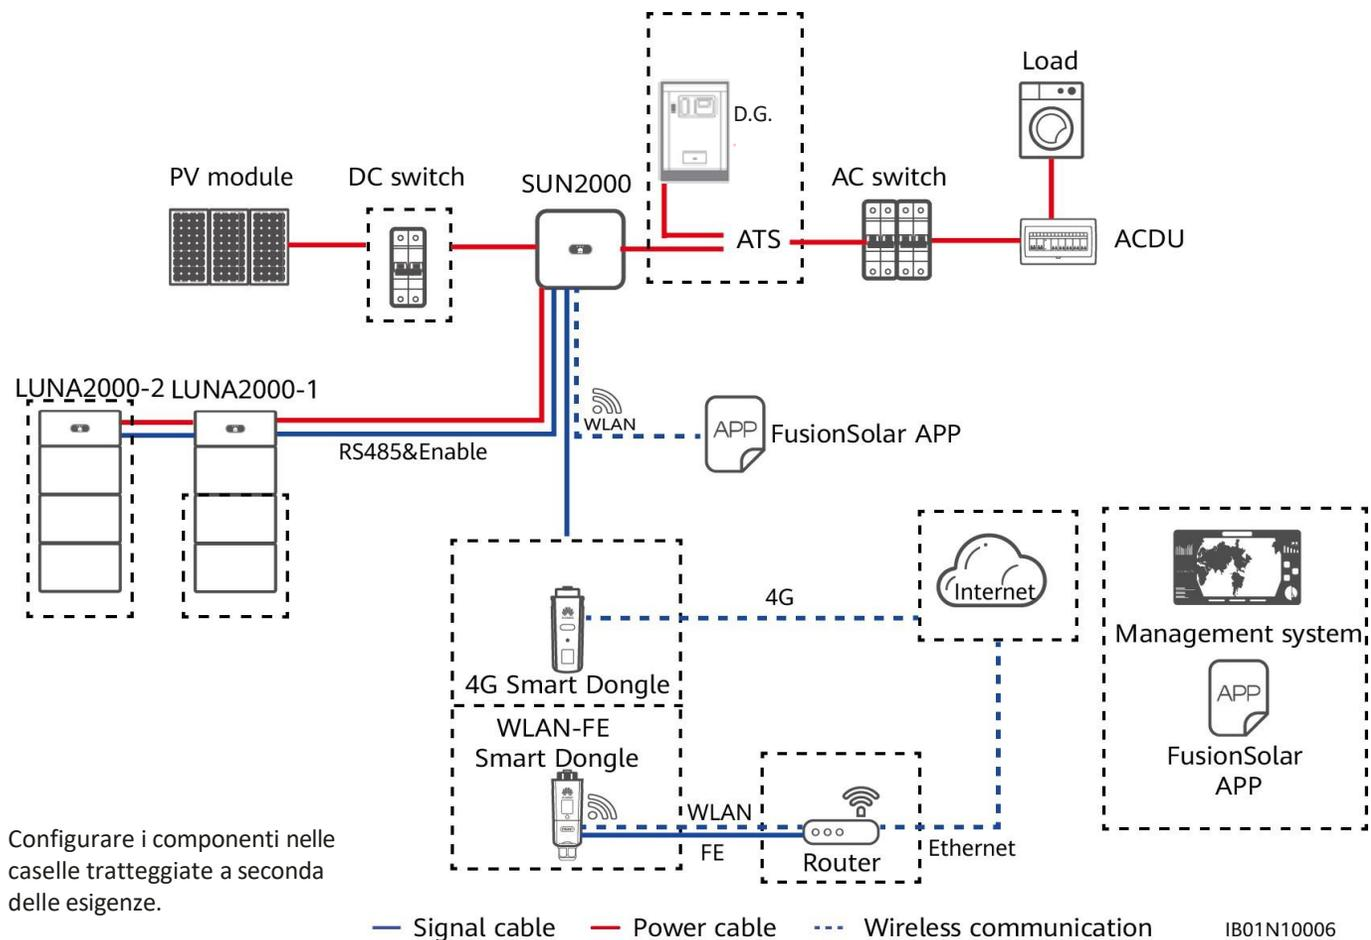 Load
D.G.
PV module
DC switch
SUN2000
AC switch
ATS
ACDU
LUNA2000-2
LUNA2000-1
WLAN
APP
FusionSolar APP
RS485&Enable
Internet
4G
Management system
4G Smart Dongle
APP
WLAN-FE
Smart Dongle
FusionSolar
APP
WLAN
FE
Router
Ethernet
Configurare i componenti nelle
caselle tratteggiate a seconda
delle esigenze.
Signal cable
Power cable
Wireless communication
IB01N10006